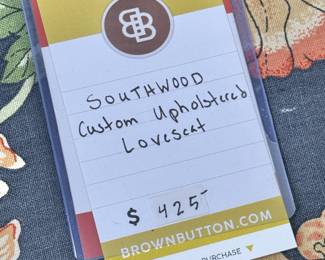 SOUTHWOOD
Custom Upholstered
Loveseat
$ 425-
BROWNBUTTON.COM
PURCHASE